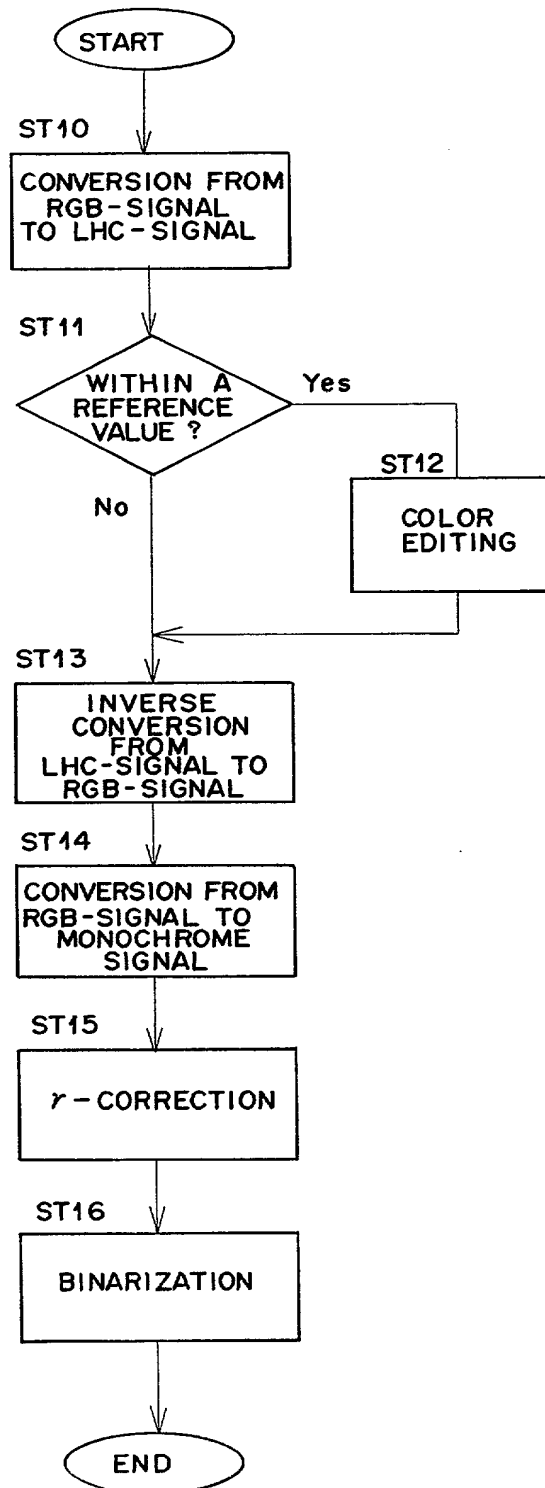 START
ST10
CONVERSION FROM
RGB-SIGNAL
TO LHC-SIGNAL
ST11
WITHIN A
REFERENCE
VALUE ?
Yes
No
ST12
COLOR
EDITING
ST13
INVERSE
CONVERSION
FROM
LHC-SIGNAL TO
RGB-SIGNAL
ST14
CONVERSION FROM
RGB-SIGNAL TO
MONOCHROME
SIGNAL
ST15
γ-CORRECTION
ST16
BINARIZATION
END